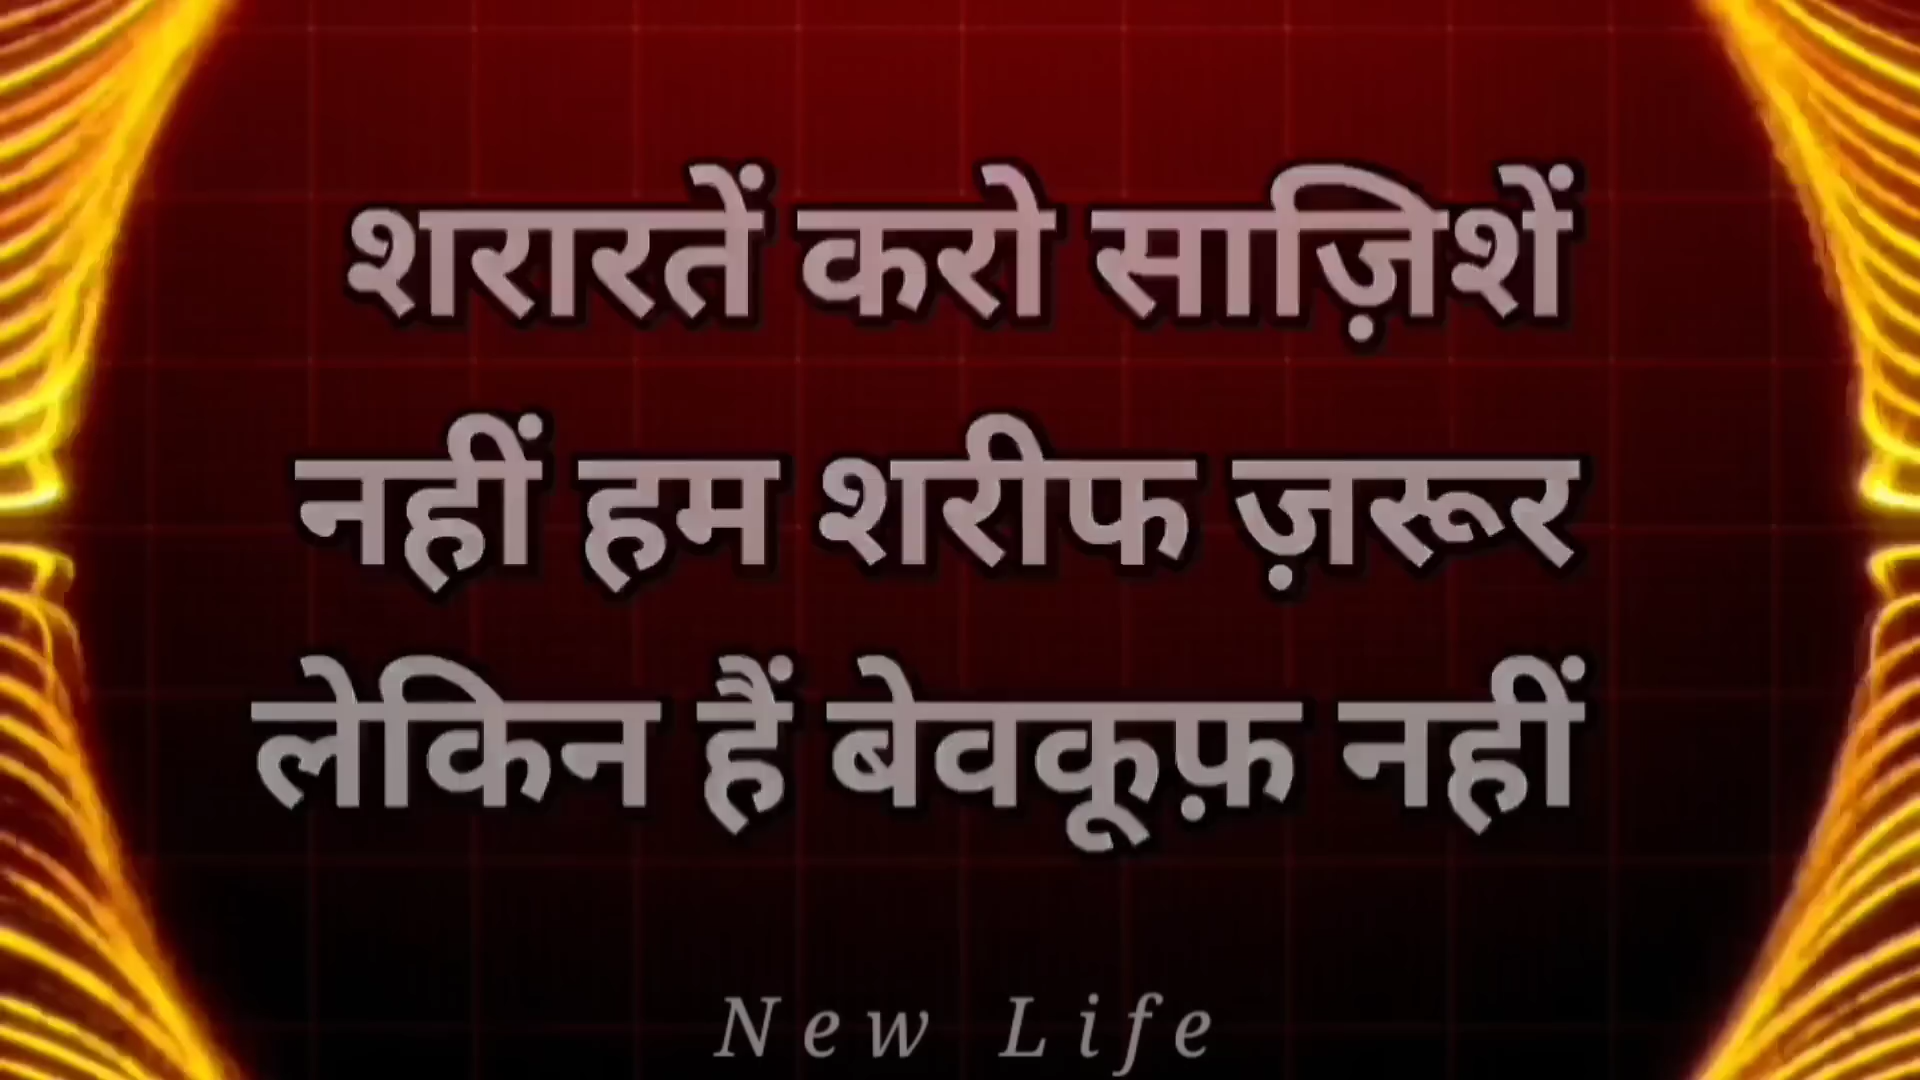 शरारतें करो साज़िशें
नहीं हम शरीफ ज़रूर
लेकिन हैं बेवकूफ़ नहीं
New Life